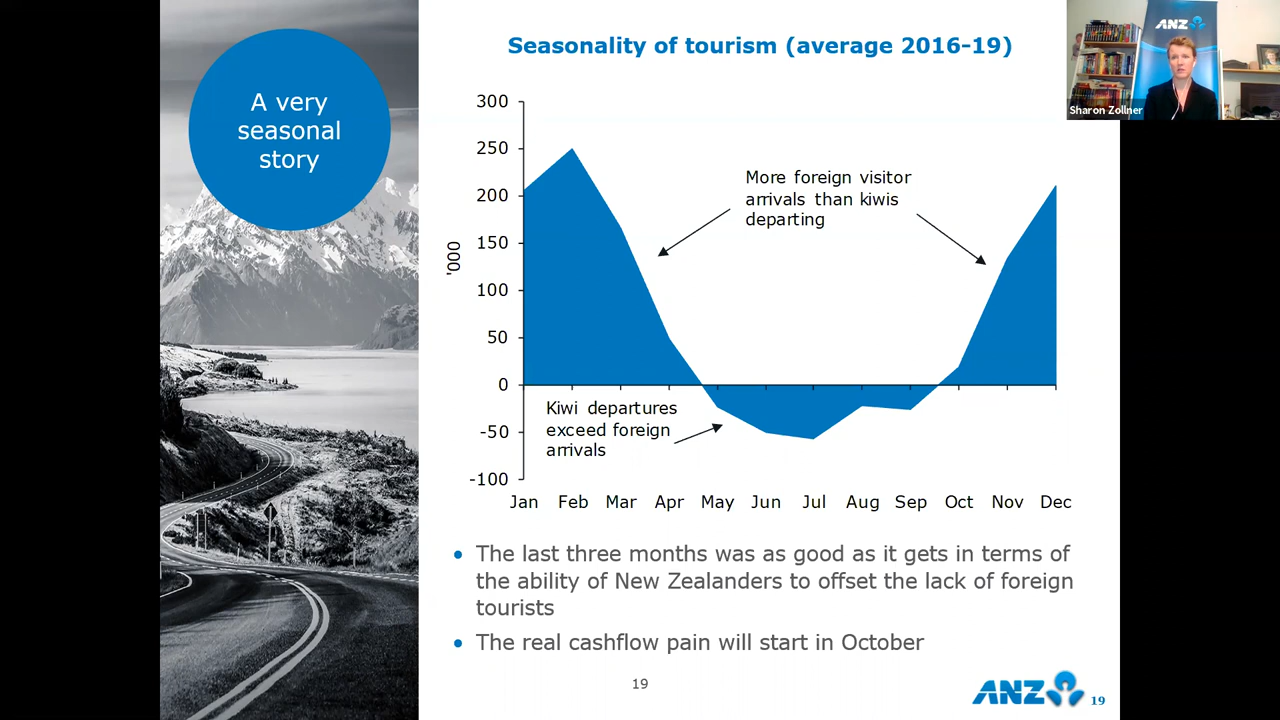 A very
seasonal
story
Seasonality of tourism (average 2016-19)
ANZ
Sharon Zollner
300
250
200
150
100
50
0
-50
-100
'000
More foreign visitor
arrivals than kiwis
departing
Kiwi departures
exceed foreign
arrivals
Jan Feb Mar Apr May Jun Jul Aug Sep Oct Nov Dec
• The last three months was as good as it gets in terms of
the ability of New Zealanders to offset the lack of foreign
tourists
• The real cashflow pain will start in October
19
ANZ
19